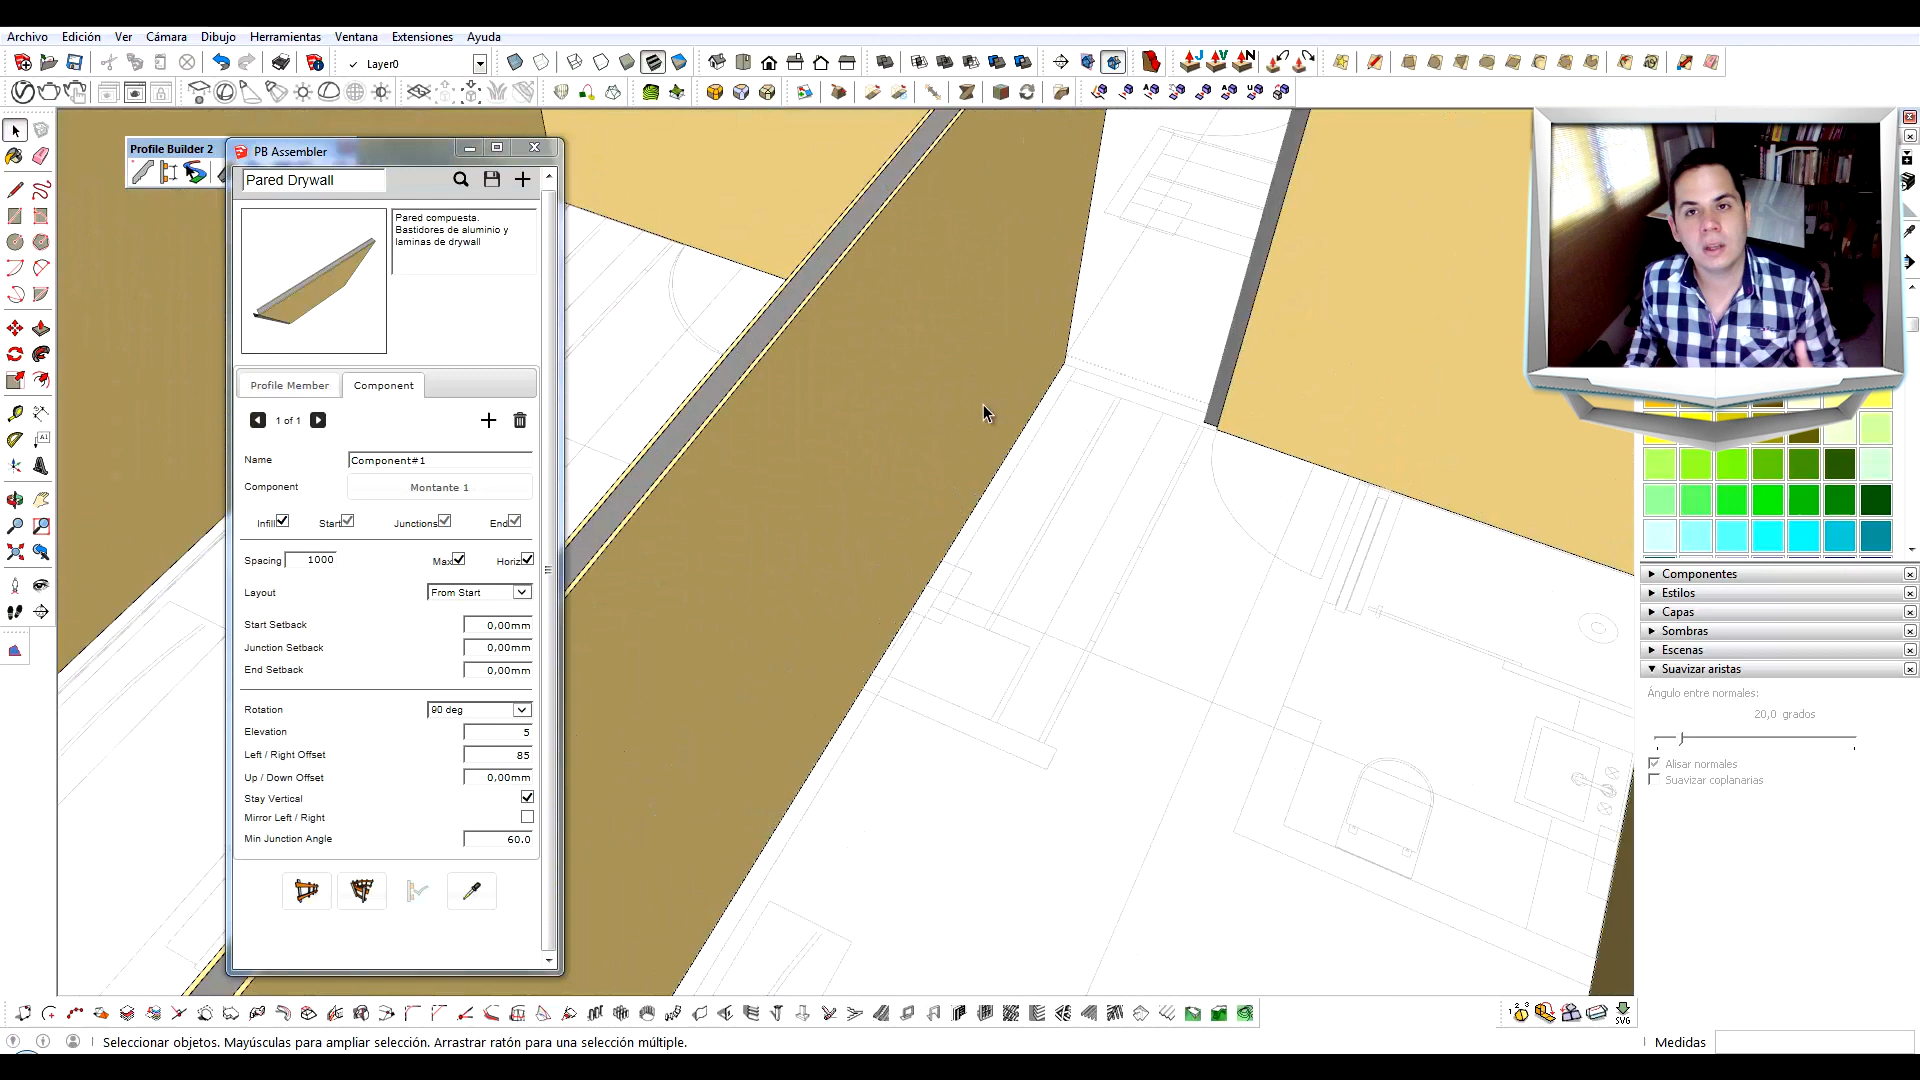 Archivo Edición Ver Cámara Dibujo Herramientas Ventana Extensiones Ayuda
Layer0
Profile Builder 2
PB Assembler
Pared Drywall
Pared compuesta.
Bastidores de aluminio y
laminas de drywall
Profile Member Component
1 of 1
Name Component#1
Component Montante 1
Infill Start Junctions End
Spacing 1000 Max Horiz
Layout From Start
Start Setback 0,00mm
Junction Setback 0,00mm
End Setback 0,00mm
Rotation 90 deg
Elevation 5
Left / Right Offset 85
Up / Down Offset 0,00mm
Stay Vertical
Mirror Left / Right
Min Junction Angle 60.0
Componentes
Estilos
Capas
Sombras
Escenas
Suavizar aristas
Ángulo entre normales:
20,0 grados
Alisar normales
Suavizar coplanarias
SVG
Seleccionar objetos. Mayúsculas para ampliar selección. Arrastrar ratón para una selección múltiple.
Medidas